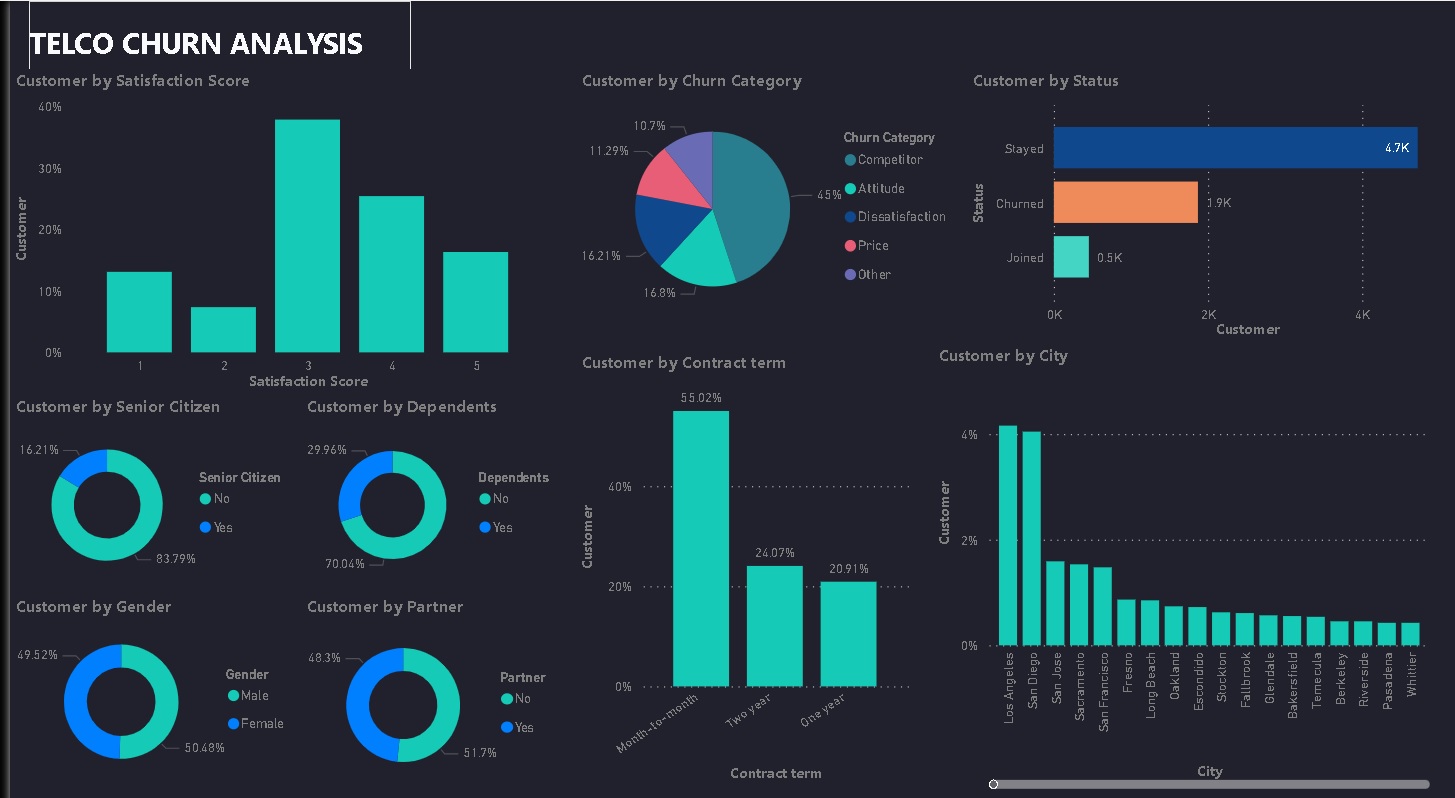 TELCO CHURN ANALYSIS
Customer by Satisfaction Score
40%
30%
20%
10%
0%
Customer
1 2 3 4 5
Satisfaction Score
Customer by Churn Category
10.7%
11.29%
16.21%
16.8%
45%
Churn Category
Competitor
Attitude
Dissatisfaction
Price
Other
Customer by Status
Status
Stayed 4.7K
Churned 1.9K
Joined 0.5K
0K 2K 4K
Customer
Customer by Senior Citizen
16.21%
83.79%
Senior Citizen
No
Yes
Customer by Dependents
29.96%
70.04%
Dependents
No
Yes
Customer by Gender
49.52%
50.48%
Gender
Male
Female
Customer by Partner
48.3%
51.7%
Partner
No
Yes
Customer by Contract term
55.02%
24.07%
20.91%
40%
20%
0%
Customer
Month-to-month
Two year
One year
Contract term
Customer by City
4%
2%
0%
Customer
Los Angeles
San Diego
San Jose
Sacramento
San Francisco
Fresno
Long Beach
Oakland
Escondido
Stockton
Fallbrook
Glendale
Bakersfield
Temecula
Berkeley
Riverside
Pasadena
Whittier
City